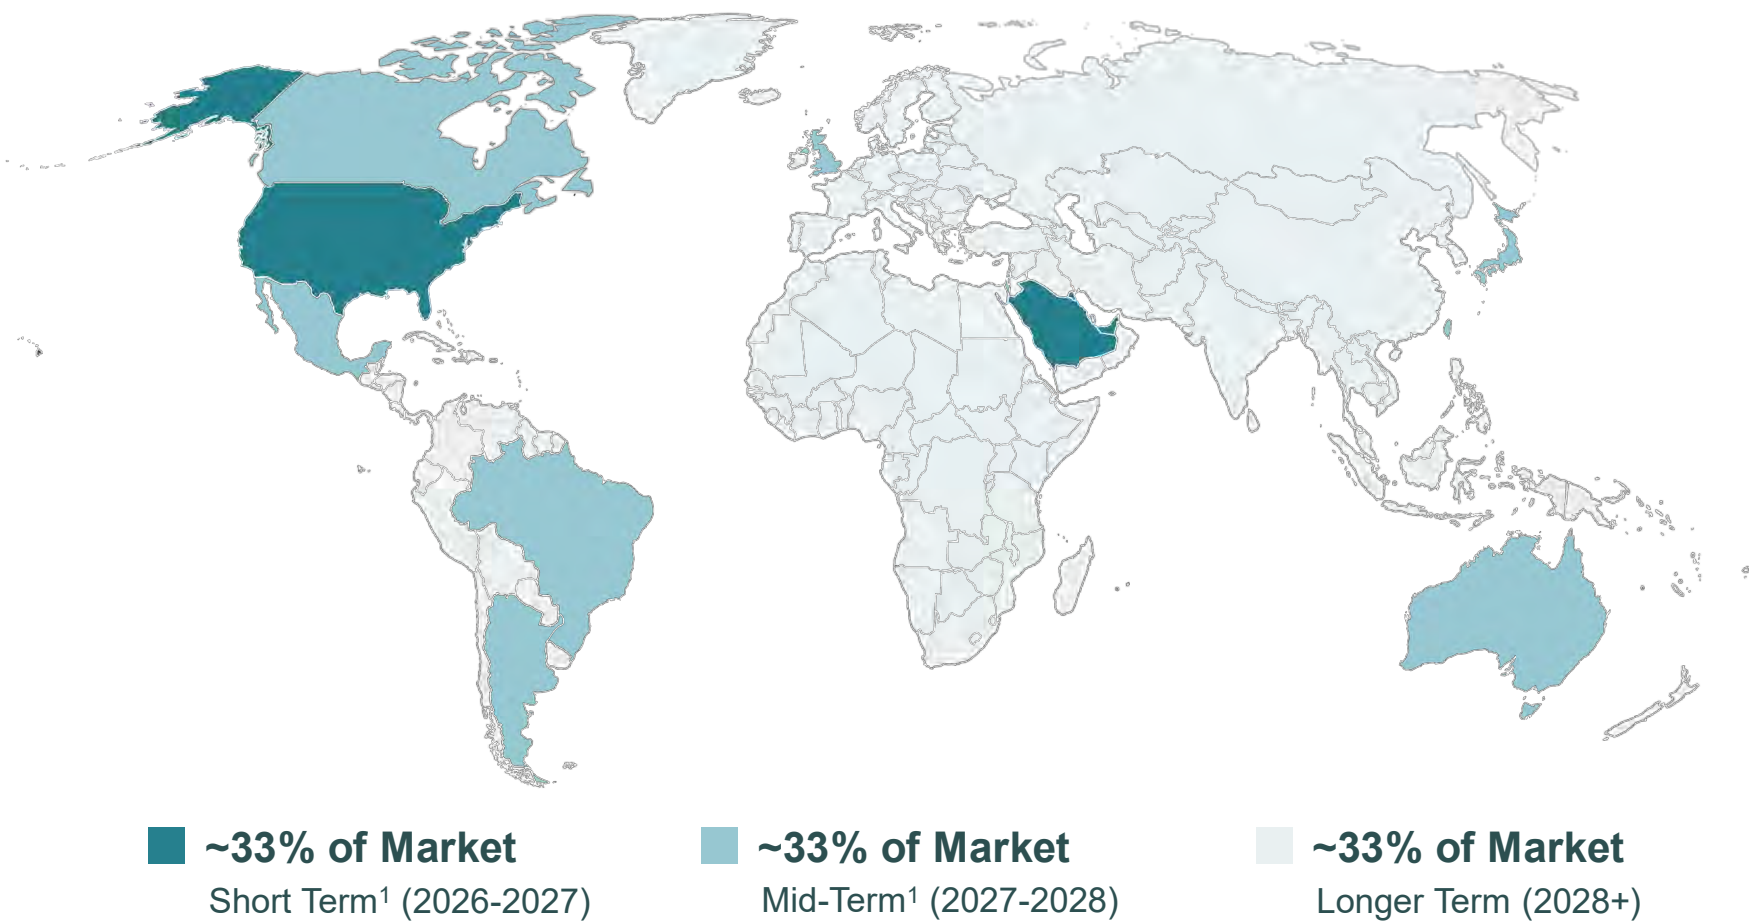 ~33% of Market
Short Term¹ (2026-2027)
~33% of Market
Mid-Term¹ (2027-2028)
~33% of Market
Longer Term (2028+)